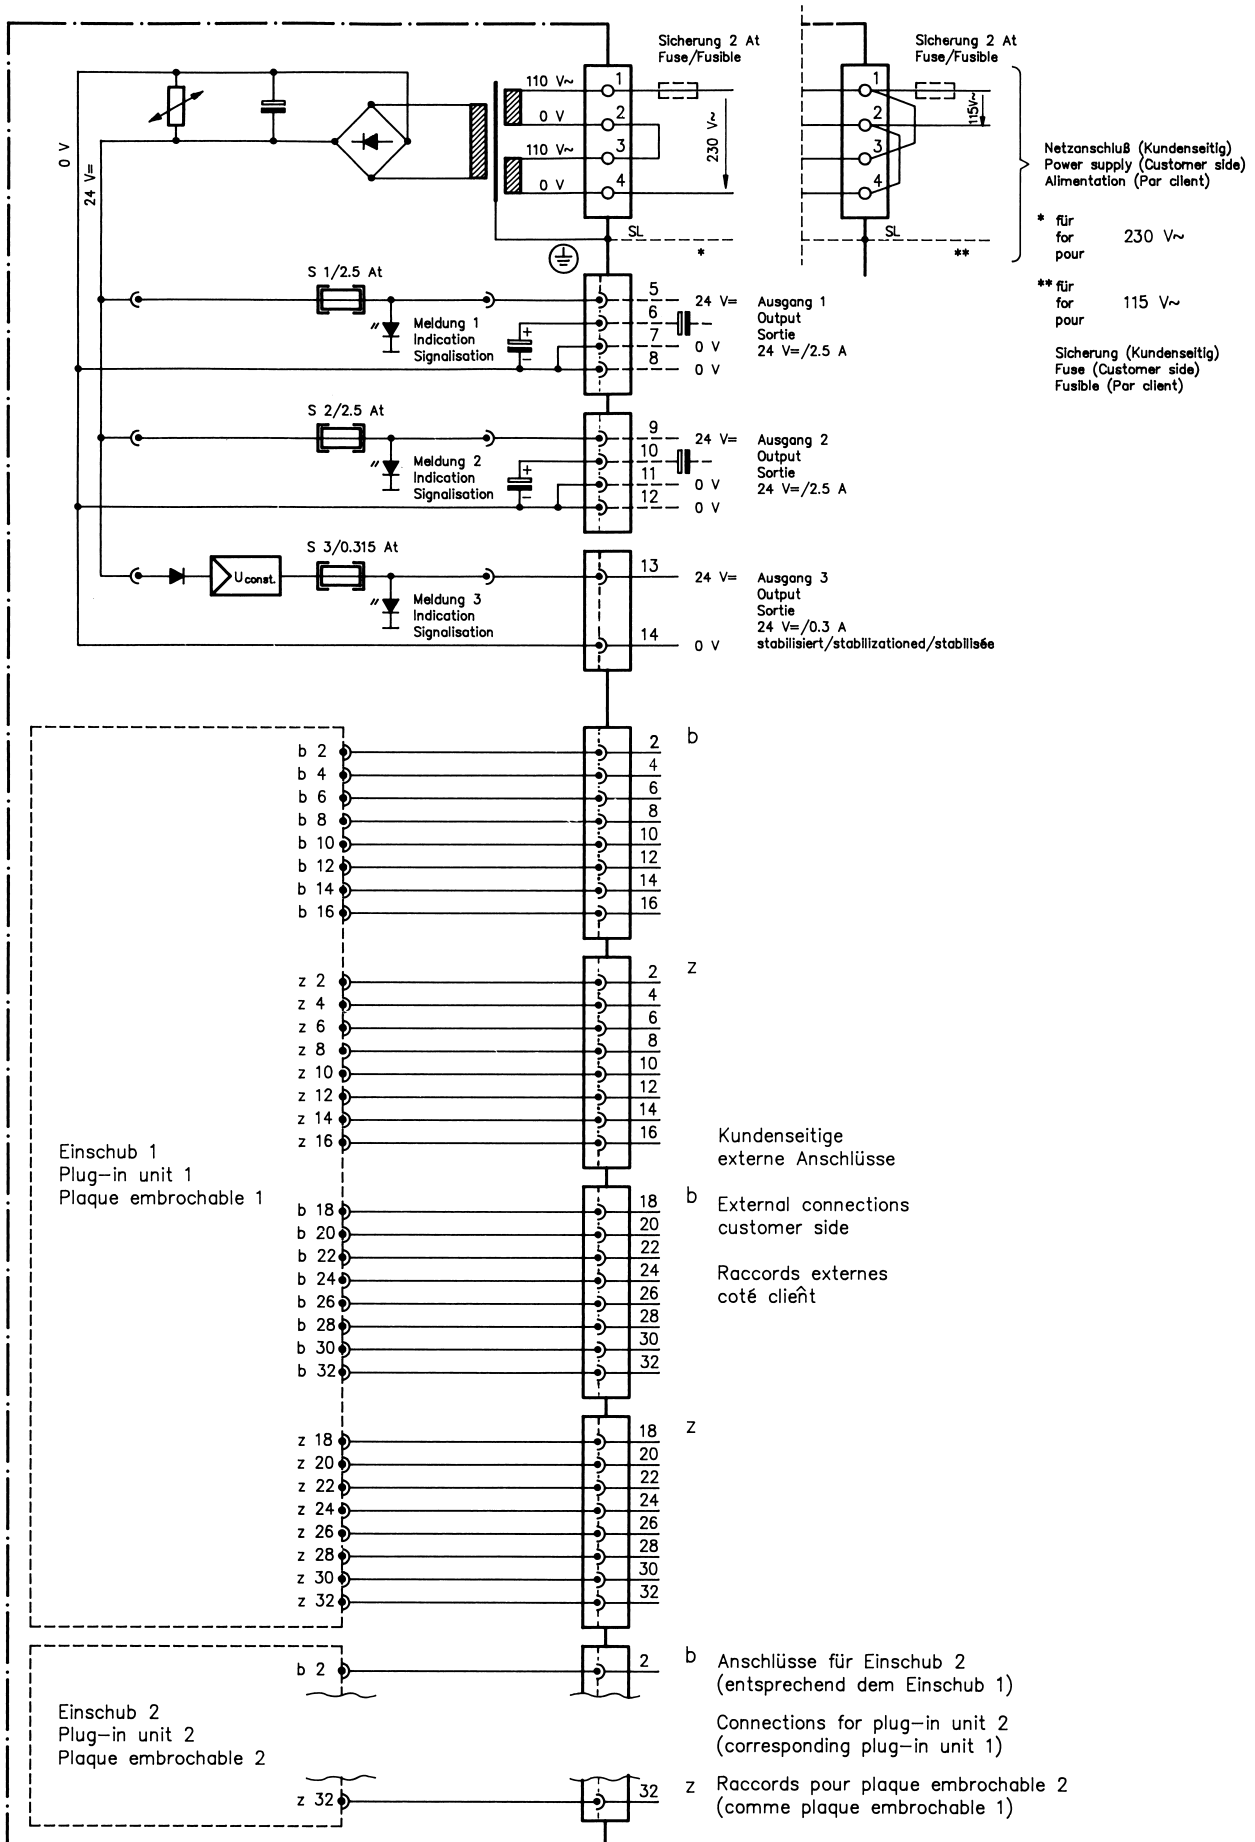 Sicherung 2 At
Fuse/Fusible
Sicherung 2 At
Fuse/Fusible
110 V~
0 V
110 V~
0 V
1
2
3
4
230 V~
1
2
3
4
115V~
0 V
24 V=
SL
*
SL
**
Netzanschluß (Kundenseitig)
Power supply (Customer side)
Alimentation (Par client)
* für
for 230 V~
pour
** für
for 115 V~
pour
Sicherung (Kundenseitig)
Fuse (Customer side)
Fusible (Par client)
S 1/2.5 At
Meldung 1
Indication
Signalisation
+
−
5
6
7
8
24 V=
0 V
0 V
Ausgang 1
Output
Sortie
24 V=/2.5 A
S 2/2.5 At
Meldung 2
Indication
Signalisation
+
−
9
10
11
12
24 V=
0 V
0 V
Ausgang 2
Output
Sortie
24 V=/2.5 A
S 3/0.315 At
U const.
Meldung 3
Indication
Signalisation
13
14
24 V=
0 V
Ausgang 3
Output
Sortie
24 V=/0.3 A
stabilisiert/stabilizationed/stabilisée
b
b 2 2
b 4 4
b 6 6
b 8 8
b 10 10
b 12 12
b 14 14
b 16 16
z
z 2 2
z 4 4
z 6 6
z 8 8
z 10 10
z 12 12
z 14 14
z 16 16
Einschub 1
Plug-in unit 1
Plaque embrochable 1
Kundenseitige
externe Anschlüsse
External connections
customer side
Raccords externes
coté clieñt
b
b 18 18
b 20 20
b 22 22
b 24 24
b 26 26
b 28 28
b 30 30
b 32 32
z
z 18 18
z 20 20
z 22 22
z 24 24
z 26 26
z 28 28
z 30 30
z 32 32
b 2 2 b
Einschub 2
Plug-in unit 2
Plaque embrochable 2
Anschlüsse für Einschub 2
(entsprechend dem Einschub 1)
Connections for plug-in unit 2
(corresponding plug-in unit 1)
z 32 32 z
Raccords pour plaque embrochable 2
(comme plaque embrochable 1)